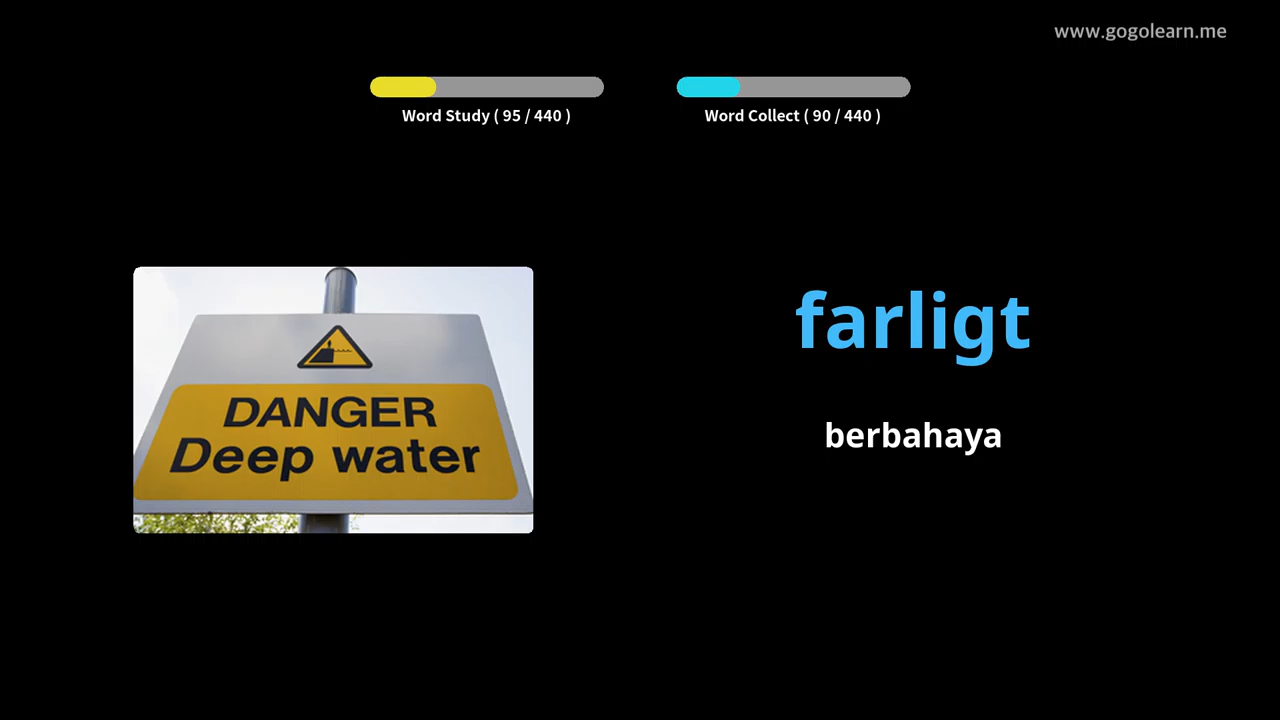 www.gogolearn.me
Word Study ( 95 / 440 )
Word Collect ( 90 / 440 )
DANGER
Deep water
farligt
berbahaya